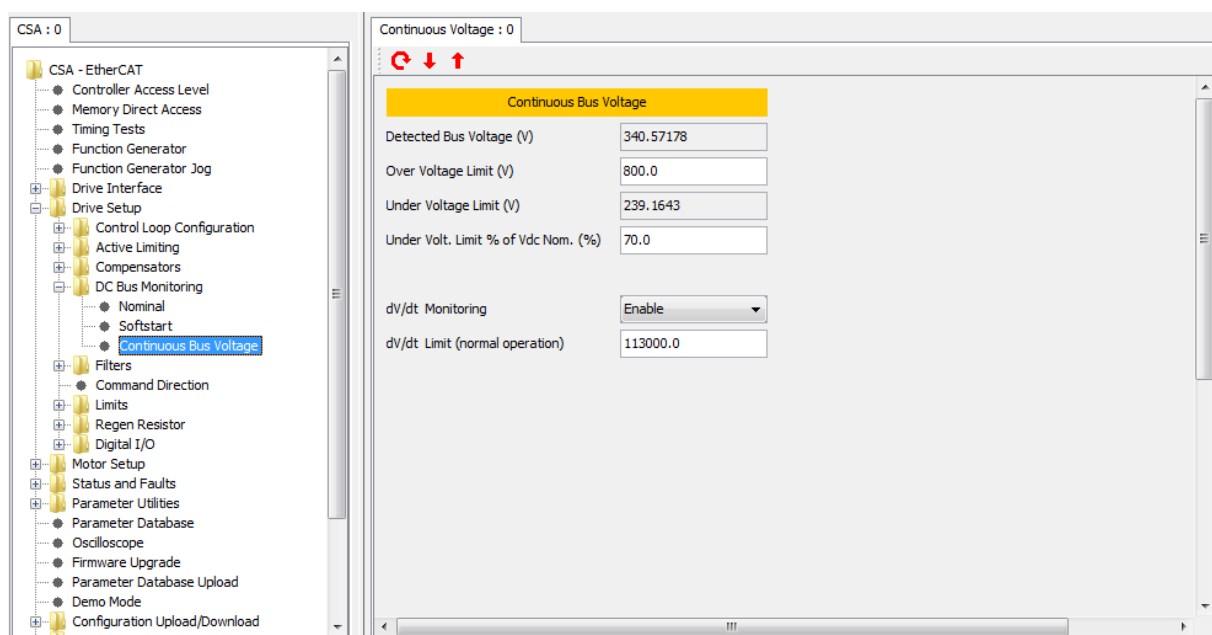 CSA : 0
CSA - EtherCAT
Controller Access Level
Memory Direct Access
Timing Tests
Function Generator
Function Generator Jog
Drive Interface
Drive Setup
Control Loop Configuration
Active Limiting
Compensators
DC Bus Monitoring
Nominal
Softstart
Continuous Bus Voltage
Filters
Command Direction
Limits
Regen Resistor
Digital I/O
Motor Setup
Status and Faults
Parameter Utilities
Parameter Database
Oscilloscope
Firmware Upgrade
Parameter Database Upload
Demo Mode
Configuration Upload/Download
Continuous Voltage : 0
Continuous Bus Voltage
Detected Bus Voltage (V) 340.57178
Over Voltage Limit (V) 800.0
Under Voltage Limit (V) 239.1643
Under Volt. Limit % of Vdc Nom. (%) 70.0
dV/dt Monitoring Enable
dV/dt Limit (normal operation) 113000.0